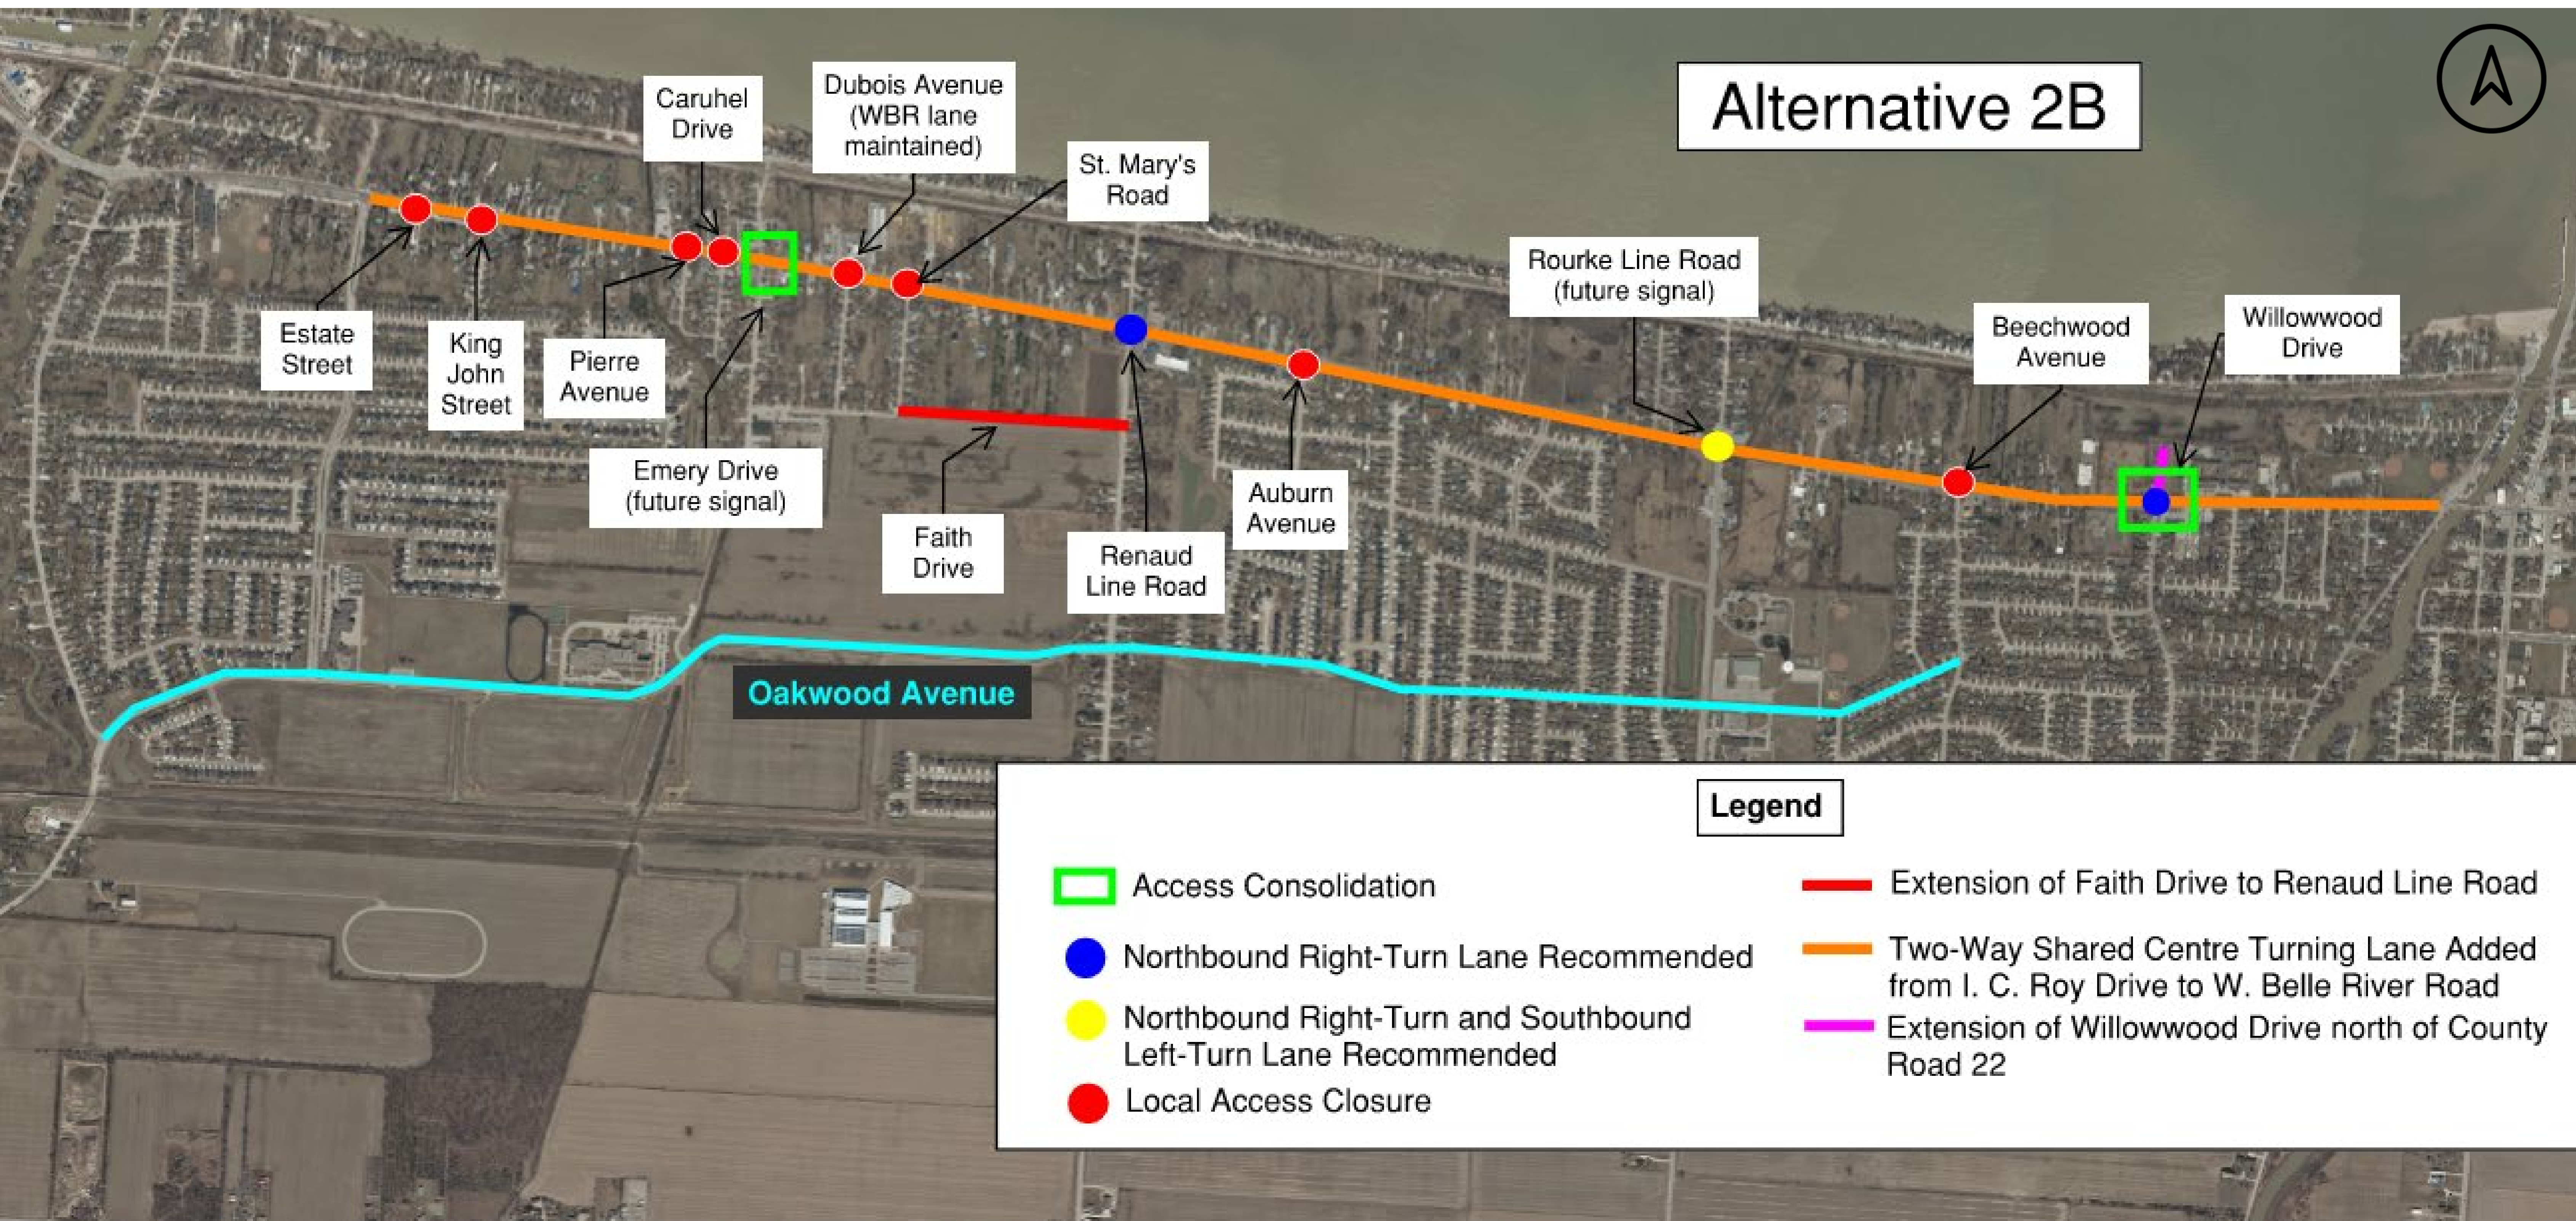 Alternative 2B
Caruhel
Drive
Dubois Avenue
(WBR lane
maintained)
St. Mary's
Road
Rourke Line Road
(future signal)
Beechwood
Avenue
Willowwood
Drive
Estate
Street
King
John
Street
Pierre
Avenue
Emery Drive
(future signal)
Faith
Drive
Renaud
Line Road
Auburn
Avenue
Oakwood Avenue
Legend
Access Consolidation
Northbound Right-Turn Lane Recommended
Northbound Right-Turn and Southbound
Left-Turn Lane Recommended
Local Access Closure
Extension of Faith Drive to Renaud Line Road
Two-Way Shared Centre Turning Lane Added
from I. C. Roy Drive to W. Belle River Road
Extension of Willowwood Drive north of County
Road 22